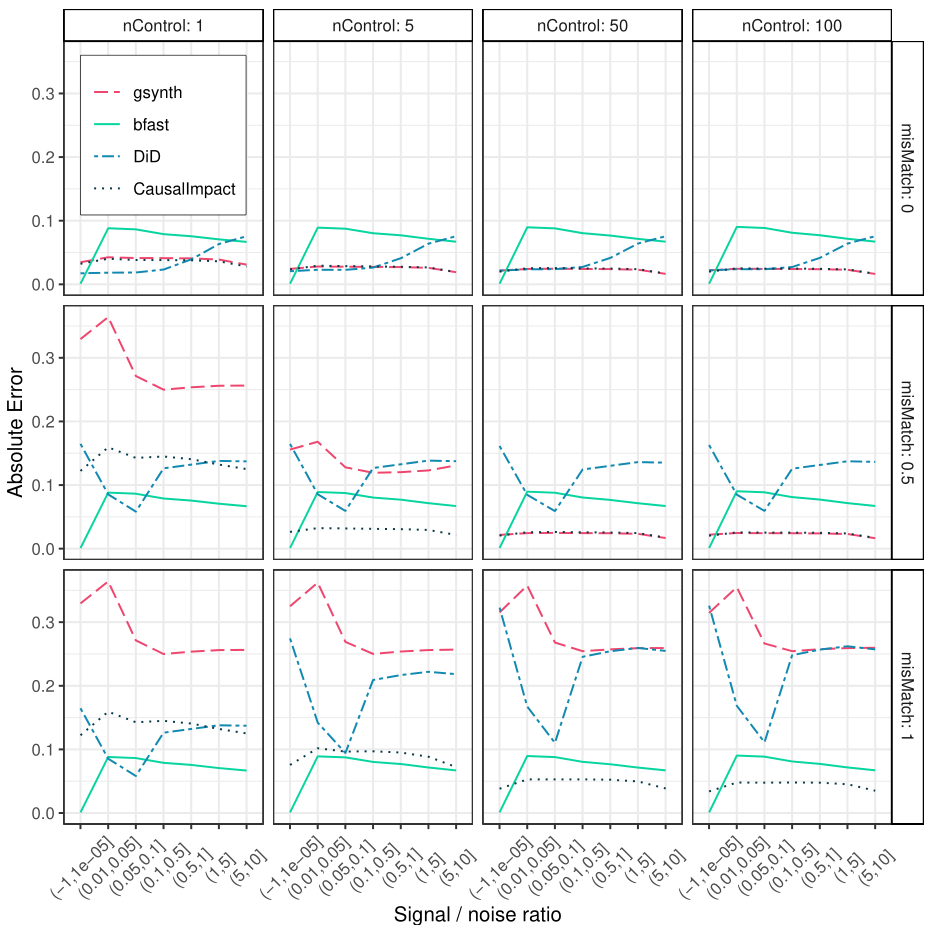 nControl: 1
nControl: 5
nControl: 50
nControl: 100
gsynth
bfast
DiD
CausalImpact
0.3
0.2
0.1
0.0
misMatch: 0
0.3
0.2
0.1
0.0
misMatch: 0.5
0.3
0.2
0.1
0.0
misMatch: 1
Absolute Error
(−1,1e−05]
(0.01,0.05]
(0.05,0.1]
(0.1,0.5]
(0.5,1]
(1,5]
(5,10]
(−1,1e−05]
(0.01,0.05]
(0.05,0.1]
(0.1,0.5]
(0.5,1]
(1,5]
(5,10]
(−1,1e−05]
(0.01,0.05]
(0.05,0.1]
(0.1,0.5]
(0.5,1]
(1,5]
(5,10]
(−1,1e−05]
(0.01,0.05]
(0.05,0.1]
(0.1,0.5]
(0.5,1]
(1,5]
(5,10]
Signal / noise ratio